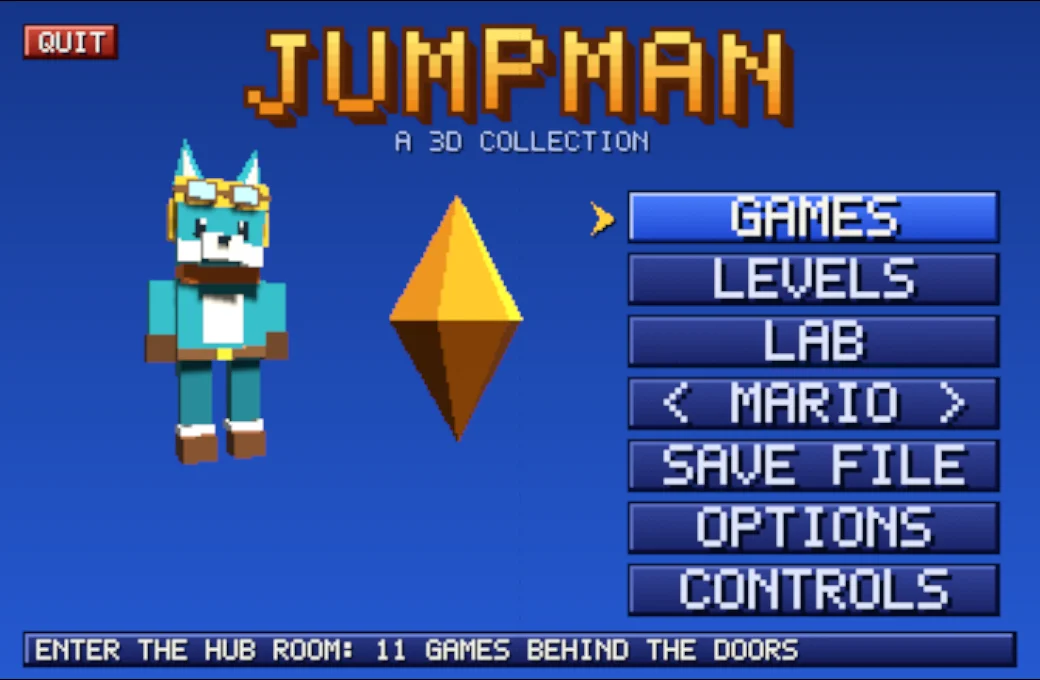 QUIT
JUMPMAN
A 3D COLLECTION
GAMES
LEVELS
LAB
< MARIO >
SAVE FILE
OPTIONS
CONTROLS
ENTER THE HUB ROOM: 11 GAMES BEHIND THE DOORS